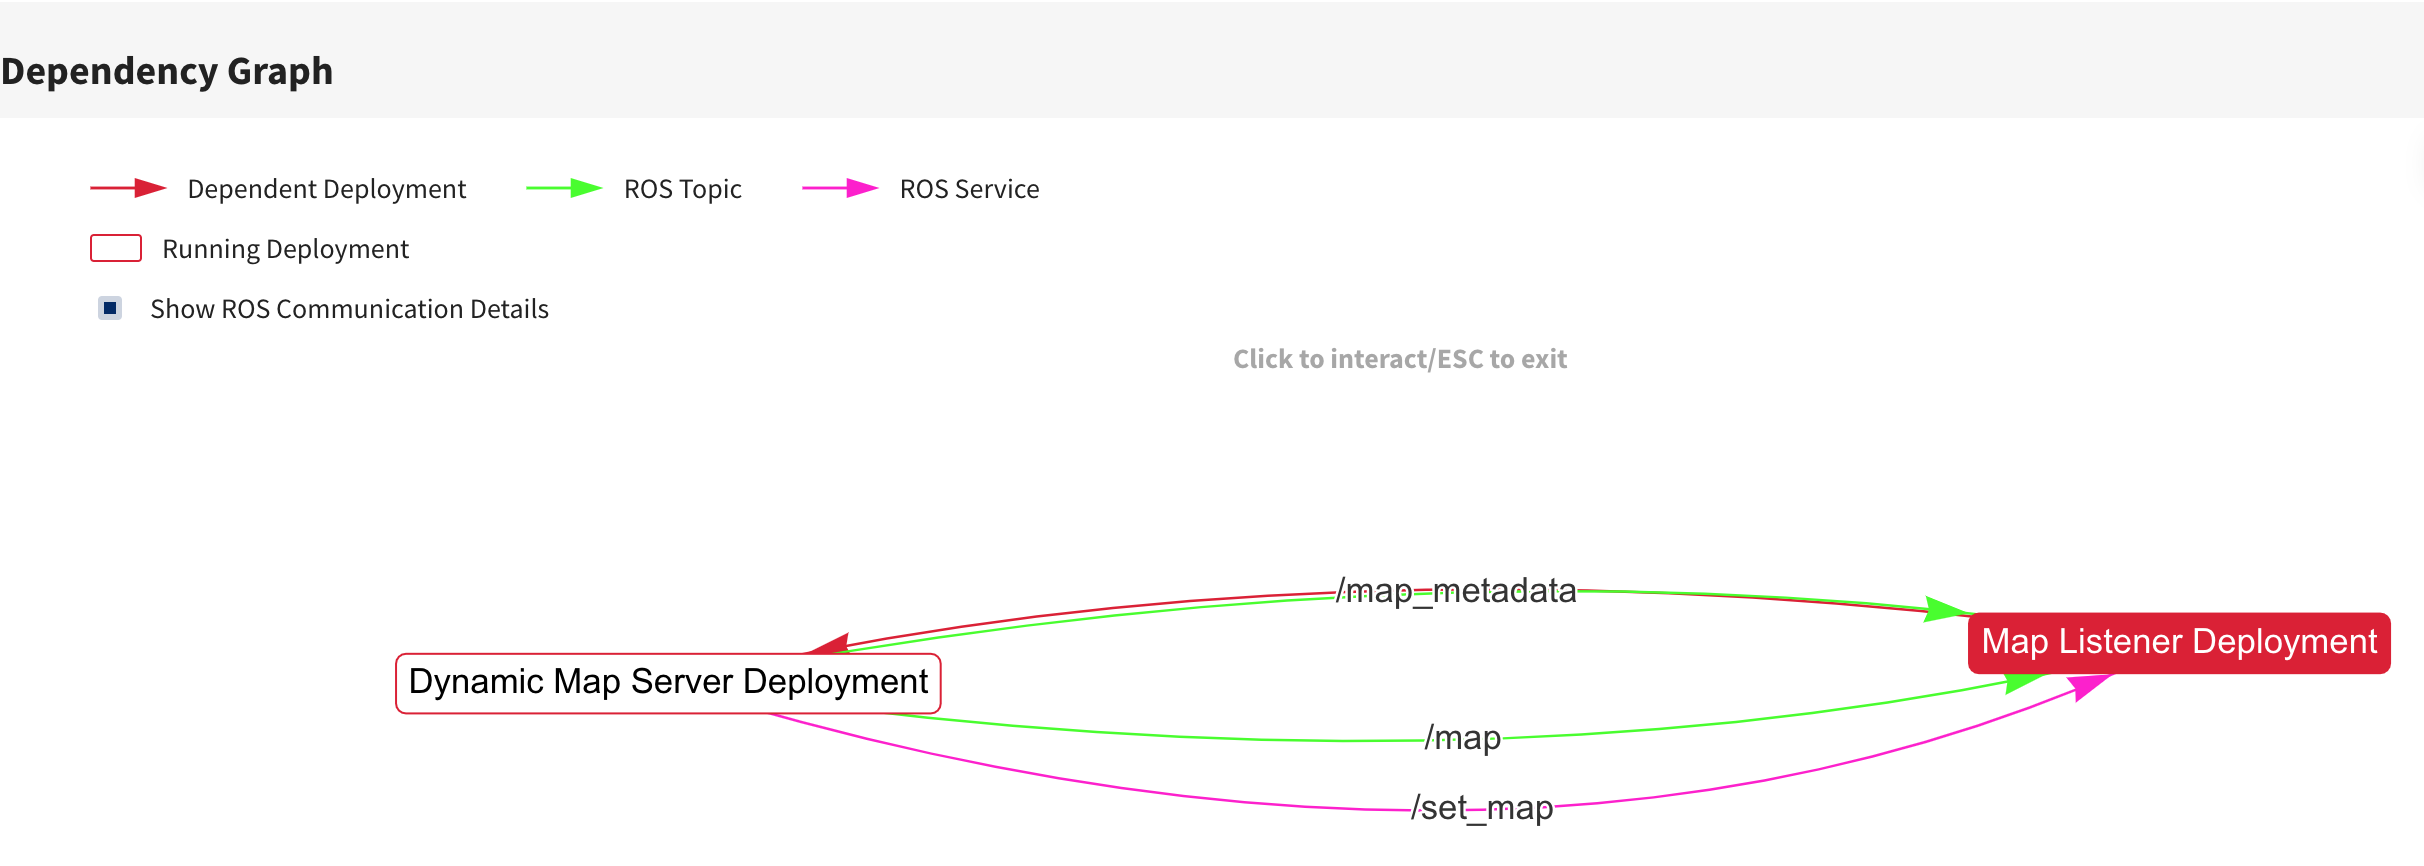 Dependency Graph
Dependent Deployment ROS Topic ROS Service
Running Deployment
Show ROS Communication Details
Click to interact/ESC to exit
/map_metadata
Map Listener Deployment
Dynamic Map Server Deployment
/map
/set_map